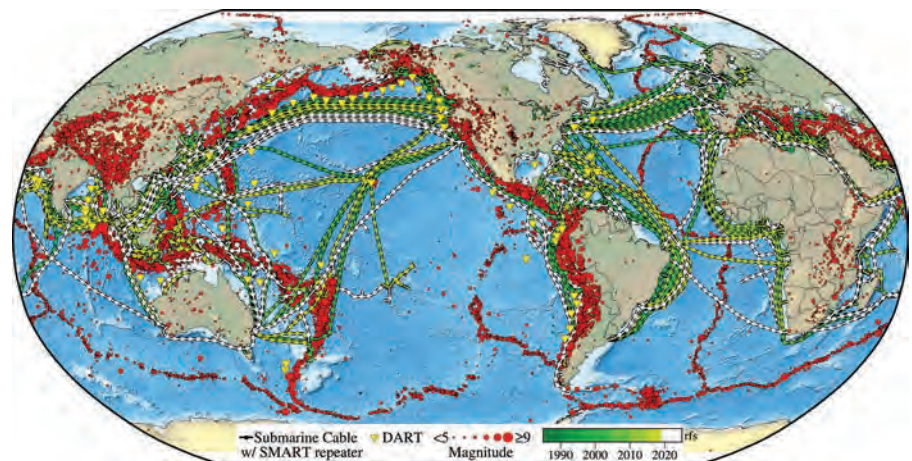 Submarine Cable DART <5 ≥9 rfs
w/ SMART repeater Magnitude 1990 2000 2010 2020